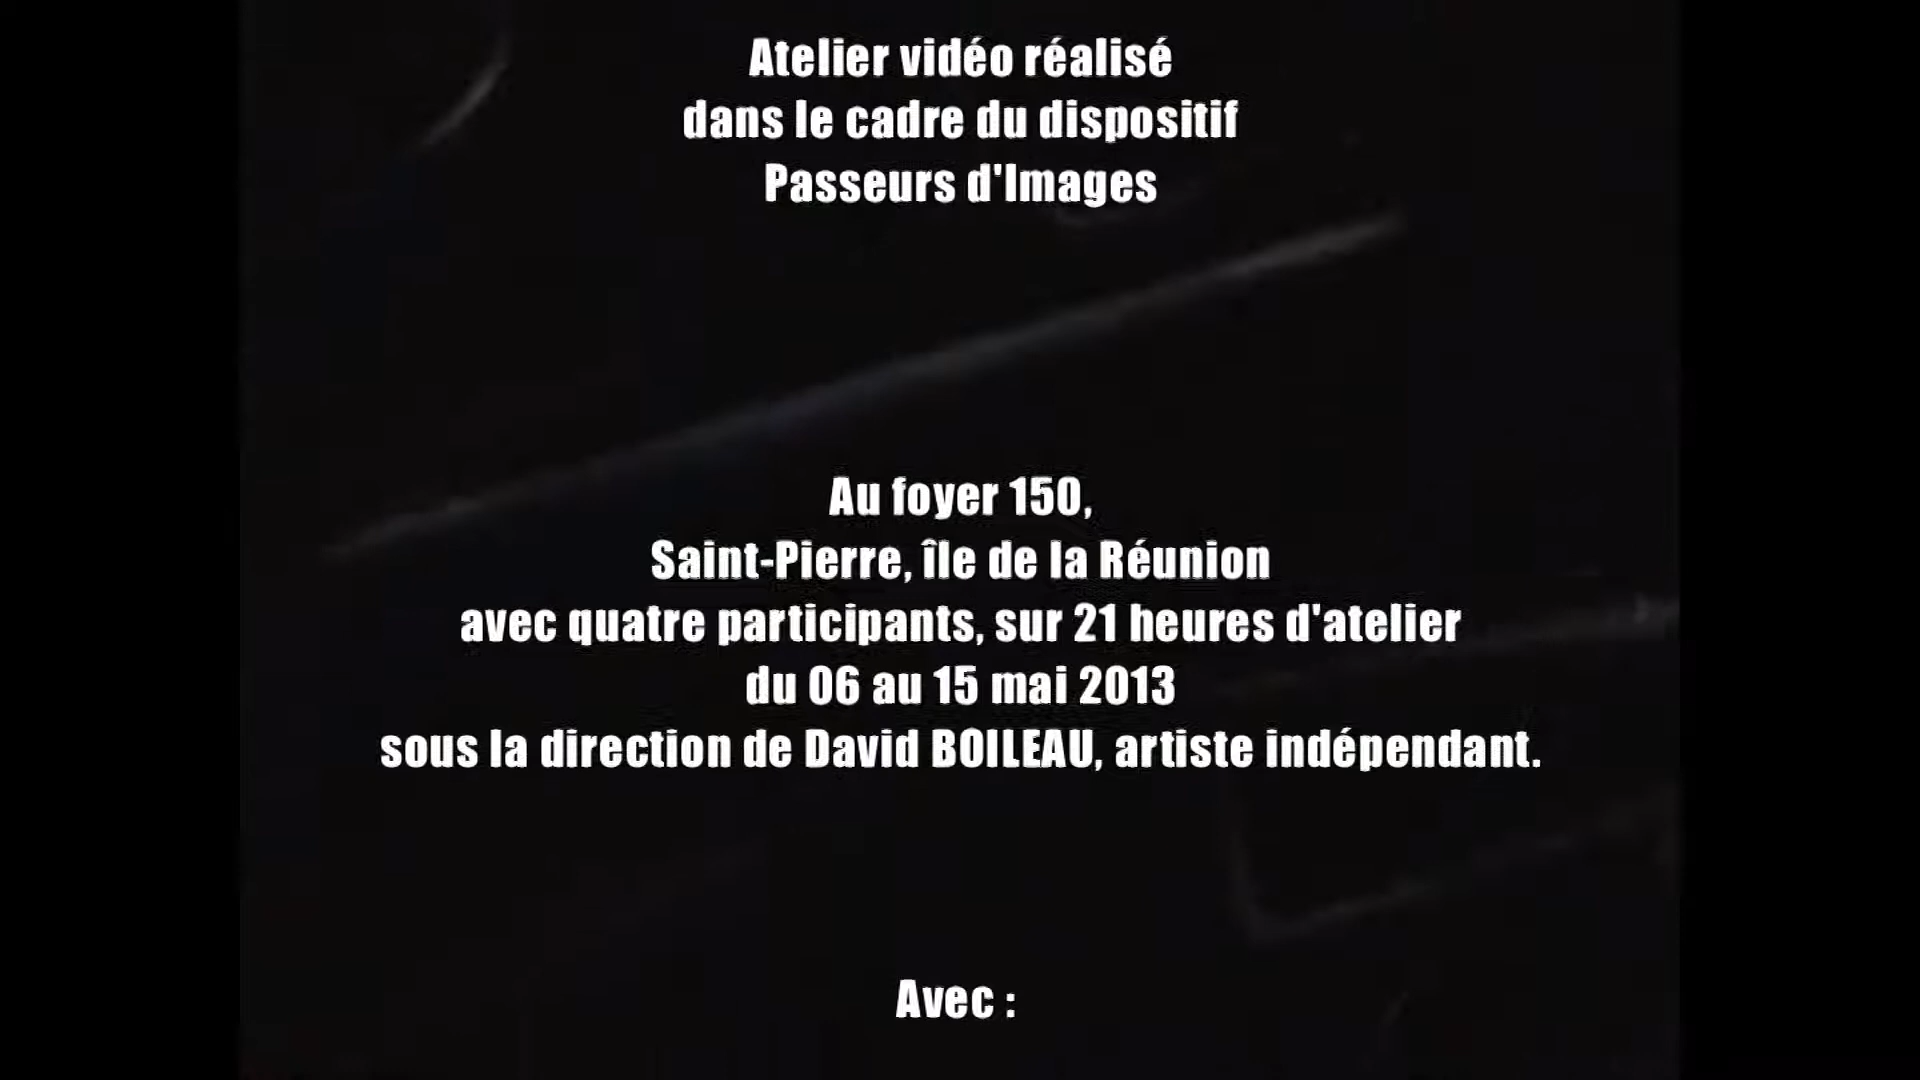 Atelier vidéo réalisé
dans le cadre du dispositif
Passeurs d'Images
Au foyer 150,
Saint-Pierre, île de la Réunion
avec quatre participants, sur 21 heures d'atelier
du 06 au 15 mai 2013
sous la direction de David BOILEAU, artiste indépendant.
Avec :